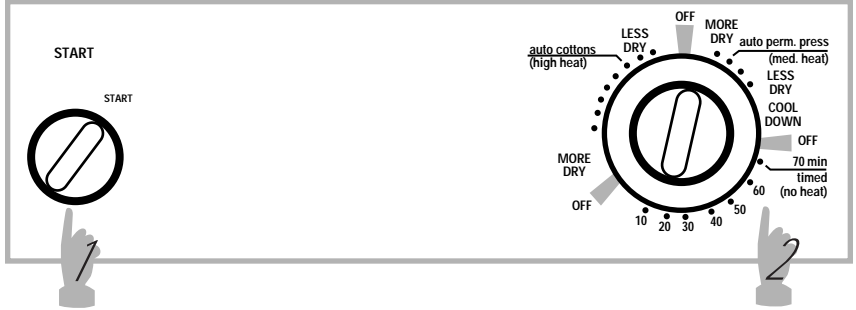 START
START
OFF
LESS
DRY
MORE
DRY
auto cottons
(high heat)
auto perm. press
(med. heat)
LESS
DRY
COOL
DOWN
OFF
70 min
timed
(no heat)
60
50
40
30
20
10
OFF
MORE
DRY
1
2